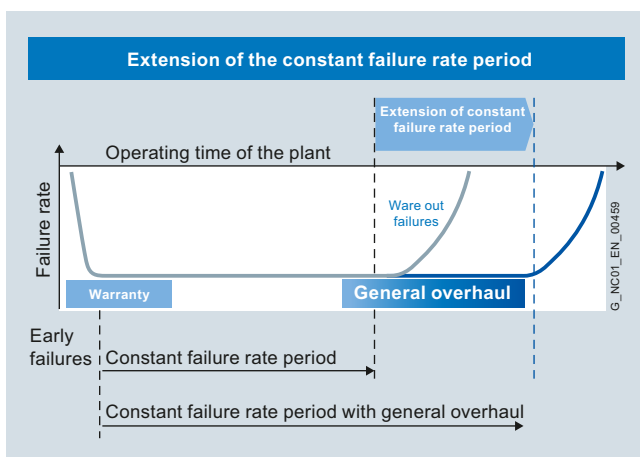 Extension of the constant failure rate period
Extension of constant
failure rate period
Operating time of the plant
Failure rate
Ware out
failures
G_NC01_EN_00459
Warranty
General overhaul
Early
failures
Constant failure rate period
Constant failure rate period with general overhaul